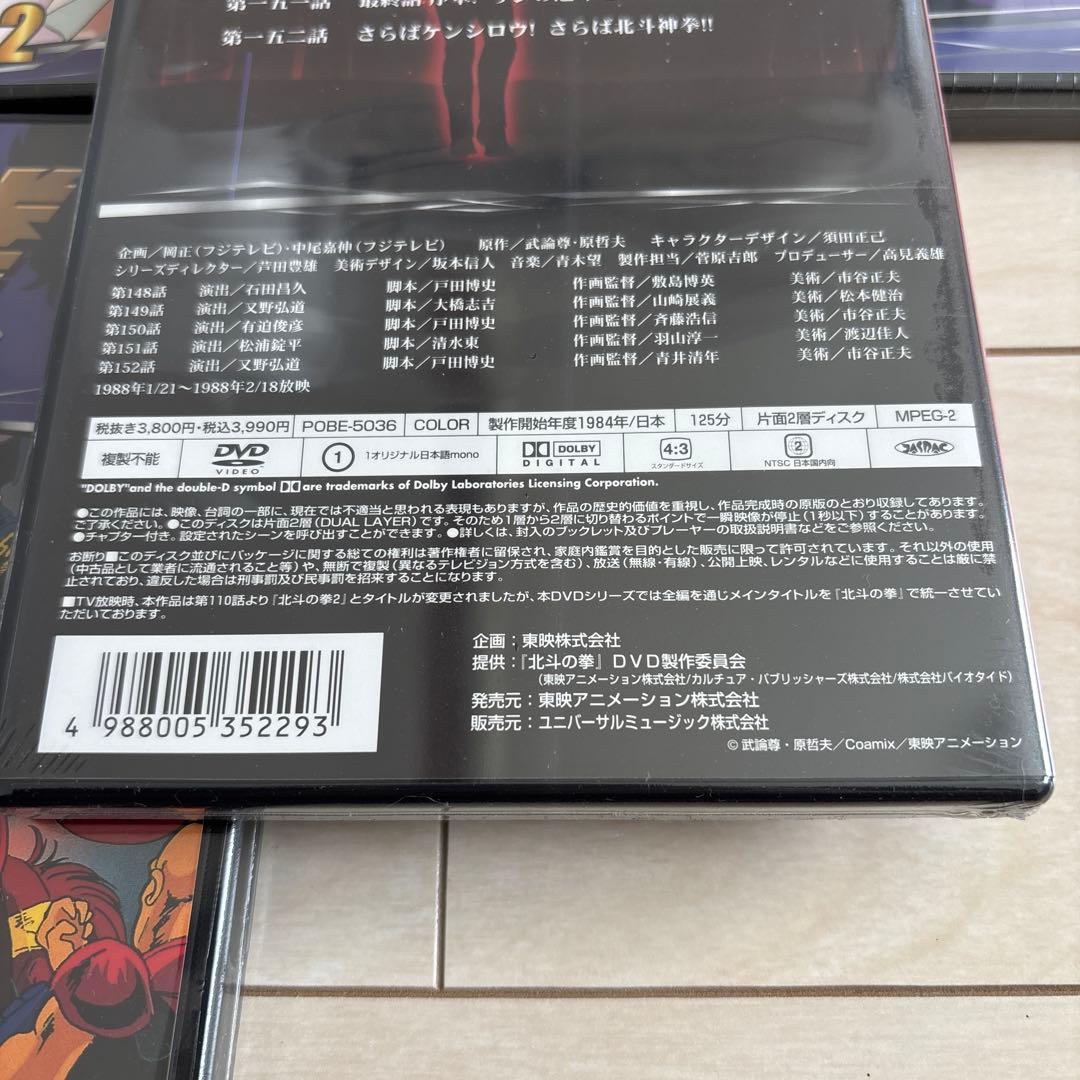 第一五一話
第一五二話 さらばケンシロウ! さらば北斗神拳!!
2
企画/岡正(フジテレビ)・中尾嘉伸(フジテレビ) 原作/武論尊・原哲夫 キャラクターデザイン/須田正己
シリーズディレクター/芦田豊雄 美術デザイン/坂本信人 音楽/青木望 製作担当/菅原吉郎 プロデューサー/高見義雄
第148話 演出/石田昌久 脚本/戸田博史 作画監督/敷島博英 美術/市谷正夫
第149話 演出/又野弘道 脚本/大橋志吉 作画監督/山崎展義 美術/松本健治
第150話 演出/有迫俊彦 脚本/戸田博史 作画監督/斉藤浩信 美術/市谷正夫
第151話 演出/松浦錠平 脚本/清水東 作画監督/羽山淳一 美術/渡辺佳人
第152話 演出/又野弘道 脚本/戸田博史 作画監督/青井清年 美術/市谷正夫
1988年1/21~1988年2/18放映
税抜き3,800円・税込3,990円 POBE-5036 COLOR 製作開始年度1984年/日本 125分 片面2層ディスク MPEG-2
複製不能 DVD VIDEO 1 1オリジナル日本語mono DOLBY DIGITAL 4:3 スタンダードサイズ 2 NTSC 日本国内向 JASRAC
"DOLBY"and the double-D symbol are trademarks of Dolby Laboratories Licensing Corporation.
●この作品には、映像、台詞の一部に、現在では不適当と思われる表現もありますが、作品の歴史的価値を重視し、作品完成時の原版のとおり収録してあります。
ご了承ください。●このディスクは片面2層(DUAL LAYER)です。そのため1層から2層に切り替わるポイントで一瞬映像が停止(1秒以下)することがあります。
●チャプター付き。設定されたシーンを呼び出すことができます。●詳しくは、封入のブックレット及びプレーヤーの取扱説明書などをご参照ください。
お断り■このディスク並びにパッケージに関する総ての権利は著作権者に留保され、家庭内鑑賞を目的とした販売に限って許可されています。それ以外の使用
(中古品として業者に流通されること等)や、無断で複製(異なるテレビジョン方式を含む)、放送(無線・有線)、公開上映、レンタルなどに使用することは厳に禁
止されており、違反した場合は刑事罰及び民事罰を招来することになります。
■TV放映時、本作品は第110話より『北斗の拳2』とタイトルが変更されましたが、本DVDシリーズでは全編を通じメインタイトルを『北斗の拳』で統一させてい
ただいております。
企画:東映株式会社
提供:『北斗の拳』DVD製作委員会
(東映アニメーション株式会社/カルチュア・パブリッシャーズ株式会社/株式会社バイオタイド)
発売元:東映アニメーション株式会社
販売元:ユニバーサルミュージック株式会社
4 988005 352293
©武論尊・原哲夫/Coamix/東映アニメーション